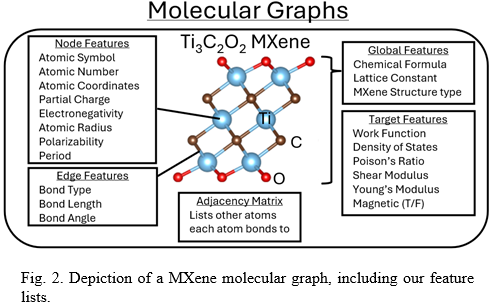 Molecular Graphs
Node Features
Atomic Symbol
Atomic Number
Atomic Coordinates
Partial Charge
Electronegativity
Atomic Radius
Polarizability
Period
Edge Features
Bond Type
Bond Length
Bond Angle
Ti₃C₂O₂ MXene
Ti
C
O
Adjacency Matrix
Lists other atoms
each atom bonds to
Global Features
Chemical Formula
Lattice Constant
MXene Structure type
Target Features
Work Function
Density of States
Poison's Ratio
Shear Modulus
Young's Modulus
Magnetic (T/F)
Fig. 2. Depiction of a MXene molecular graph, including our feature
lists.